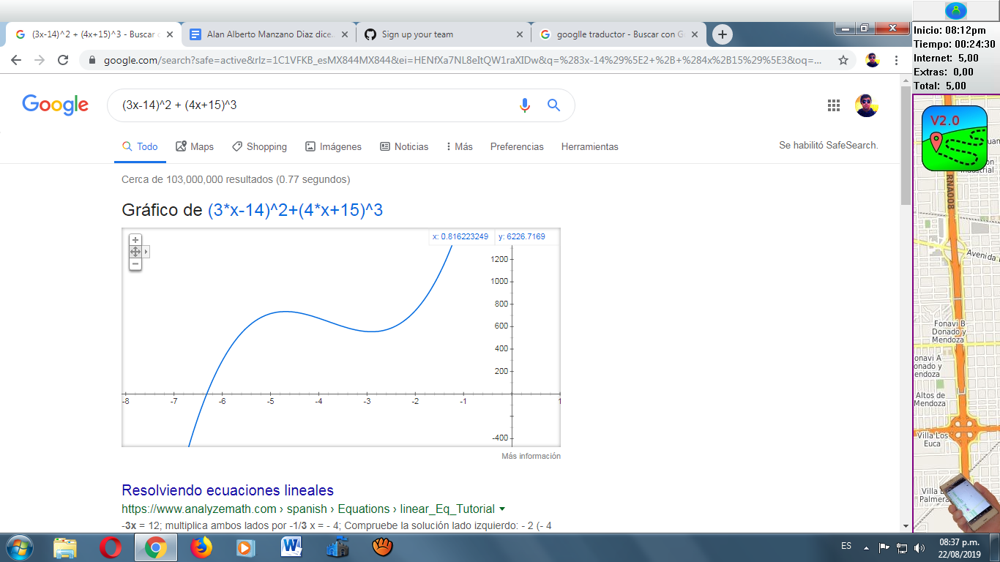 (3x-14)^2 + (4x+15)^3 - Buscar
Alan Alberto Manzano Diaz dice
Sign up your team
googlle traductor - Buscar con G
google.com/search?safe=active&rlz=1C1VFKB_esMX844MX844&ei=HENfXa7NL8eItQW1raXIDw&q=%283x-14%29%5E2+%2B+%284x%2B15%29%5E3&oq=...
Google
(3x-14)^2 + (4x+15)^3
Todo
Maps
Shopping
Imágenes
Noticias
Más
Preferencias
Herramientas
Se habilitó SafeSearch.
Cerca de 103,000,000 resultados (0.77 segundos)
Gráfico de (3*x-14)^2+(4*x+15)^3
x: 0.816223249 y: 6226.7169
1200
1000
800
600
400
200
-8 -7 -6 -5 -4 -3 -2 -1 1
-400
Más información
Resolviendo ecuaciones lineales
https://www.analyzemath.com › spanish › Equations › linear_Eq_Tutorial
-3x = 12; multiplica ambos lados por -1/3 x = - 4; Compruebe la solución lado izquierdo: - 2 (- 4
Inicio: 08:12pm
Tiempo: 00:24:30
Internet: 5,00
Extras: 0,00
Total: 5,00
V2.0
RNA008
Avenida
Fonavi B
Donado y
Mendoza
Altos de
Mendoza
Villa Los
Euca
Villa
Palmera
ES
08:37 p.m.
22/08/2019